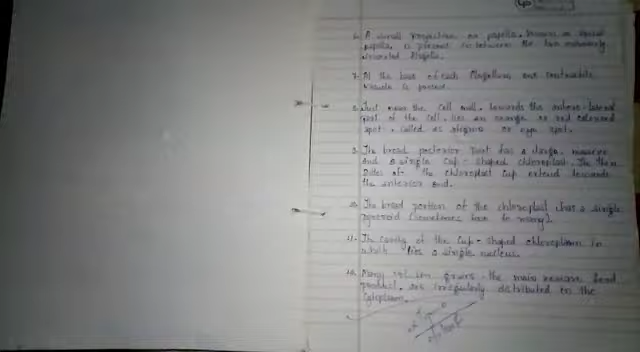 6. A small projection or papilla, known as apical
papilla is present in between the two anteriorly
inserted flagella.
7. At the base of each flagellum one contractile
vacuole is present.
8. Just near the cell wall, towards the antero-lateral
part of the cell, lies an orange or red coloured
spot, called as stigma or eye spot.
9. The broad posterior part has a large, massive
and a single cup-shaped chloroplast. The thin
sides of the chloroplast cup extend towards
the anterior end.
10. The broad portion of the chloroplast has a single
pyrenoid (sometimes two to many).
11. The cavity of the cup-shaped chloroplasm in
which lies a single nucleus.
12. Many grains the main reserve food
product, are irregularly distributed in the
cytoplasm.